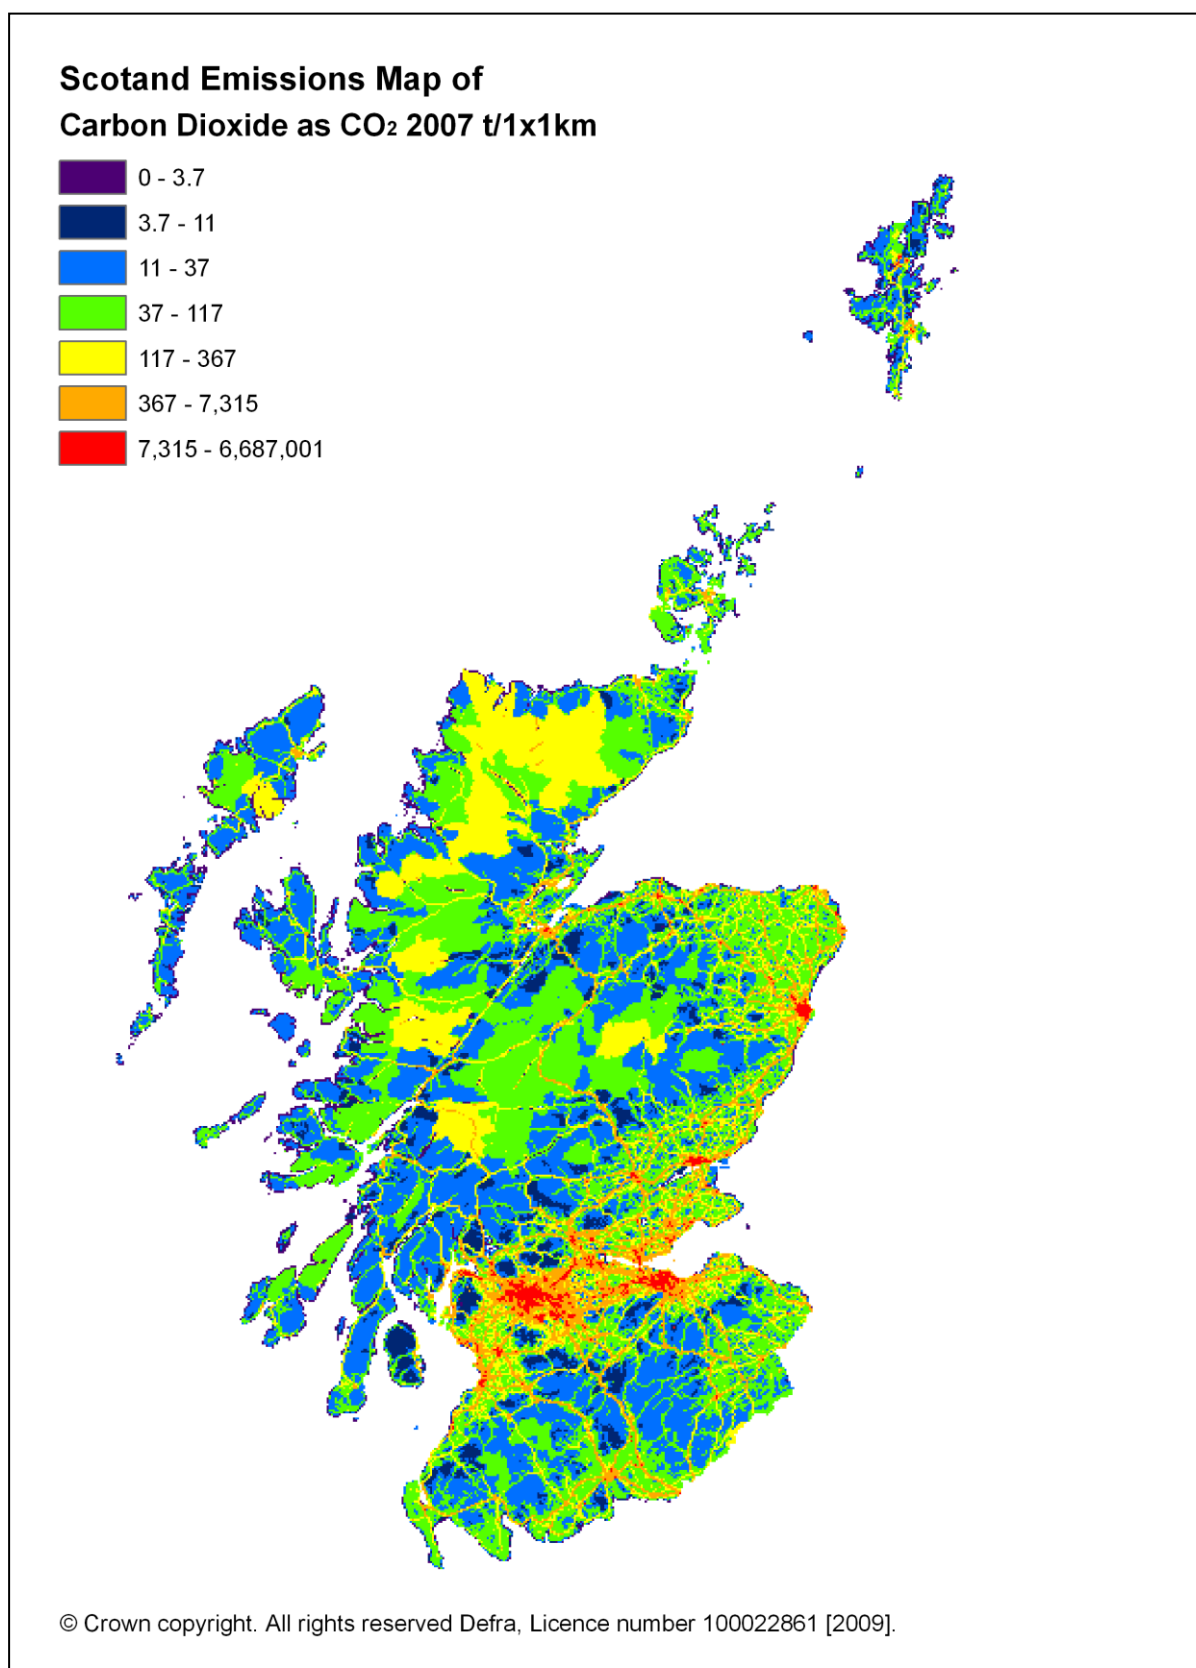 Scotand Emissions Map of
Carbon Dioxide as CO₂ 2007 t/1x1km
0 - 3.7
3.7 - 11
11 - 37
37 - 117
117 - 367
367 - 7,315
7,315 - 6,687,001
© Crown copyright. All rights reserved Defra, Licence number 100022861 [2009].